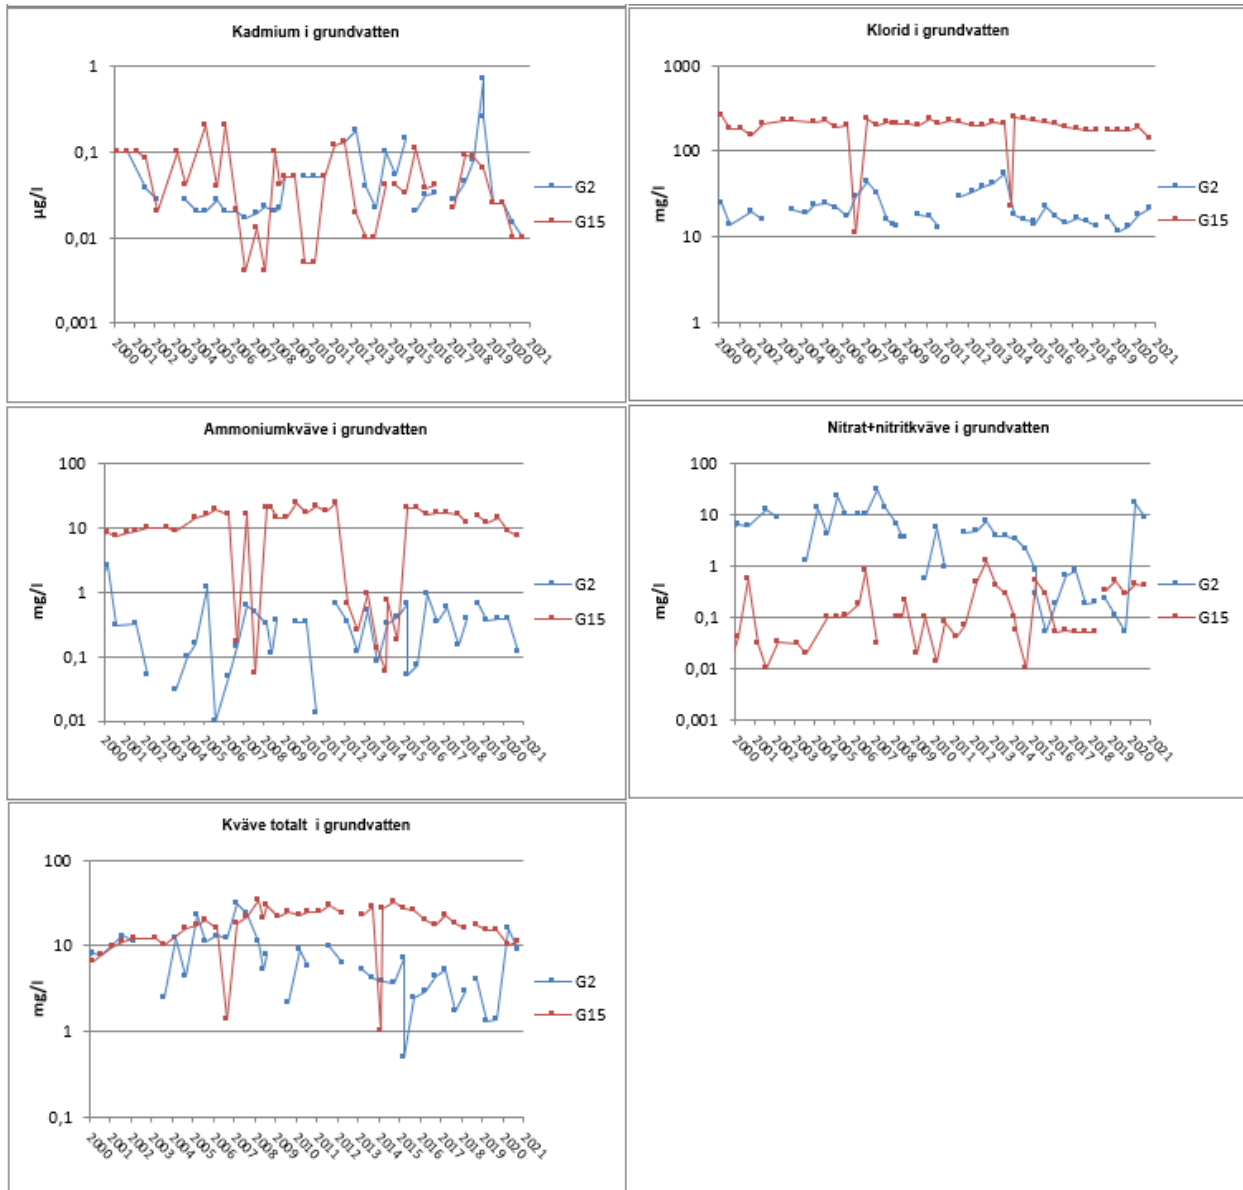 Kadmium i grundvatten
1
0,1
0,01
0,001
µg/l
2000 2001 2002 2003 2004 2005 2006 2007 2008 2009 2010 2011 2012 2013 2014 2015 2016 2017 2018 2019 2020 2021
G2
G15
Klorid i grundvatten
1000
100
10
1
mg/l
2000 2001 2002 2003 2004 2005 2006 2007 2008 2009 2010 2011 2012 2013 2014 2015 2016 2017 2018 2019 2020 2021
G2
G15
Ammoniumkväve i grundvatten
100
10
1
0,1
0,01
mg/l
2000 2001 2002 2003 2004 2005 2006 2007 2008 2009 2010 2011 2012 2013 2014 2015 2016 2017 2018 2019 2020 2021
G2
G15
Nitrat+nitritkväve i grundvatten
100
10
1
0,1
0,01
0,001
mg/l
2000 2001 2002 2003 2004 2005 2006 2007 2008 2009 2010 2011 2012 2013 2014 2015 2016 2017 2018 2019 2020 2021
G2
G15
Kväve totalt i grundvatten
100
10
1
0,1
mg/l
2000 2001 2002 2003 2004 2005 2006 2007 2008 2009 2010 2011 2012 2013 2014 2015 2016 2017 2018 2019 2020 2021
G2
G15